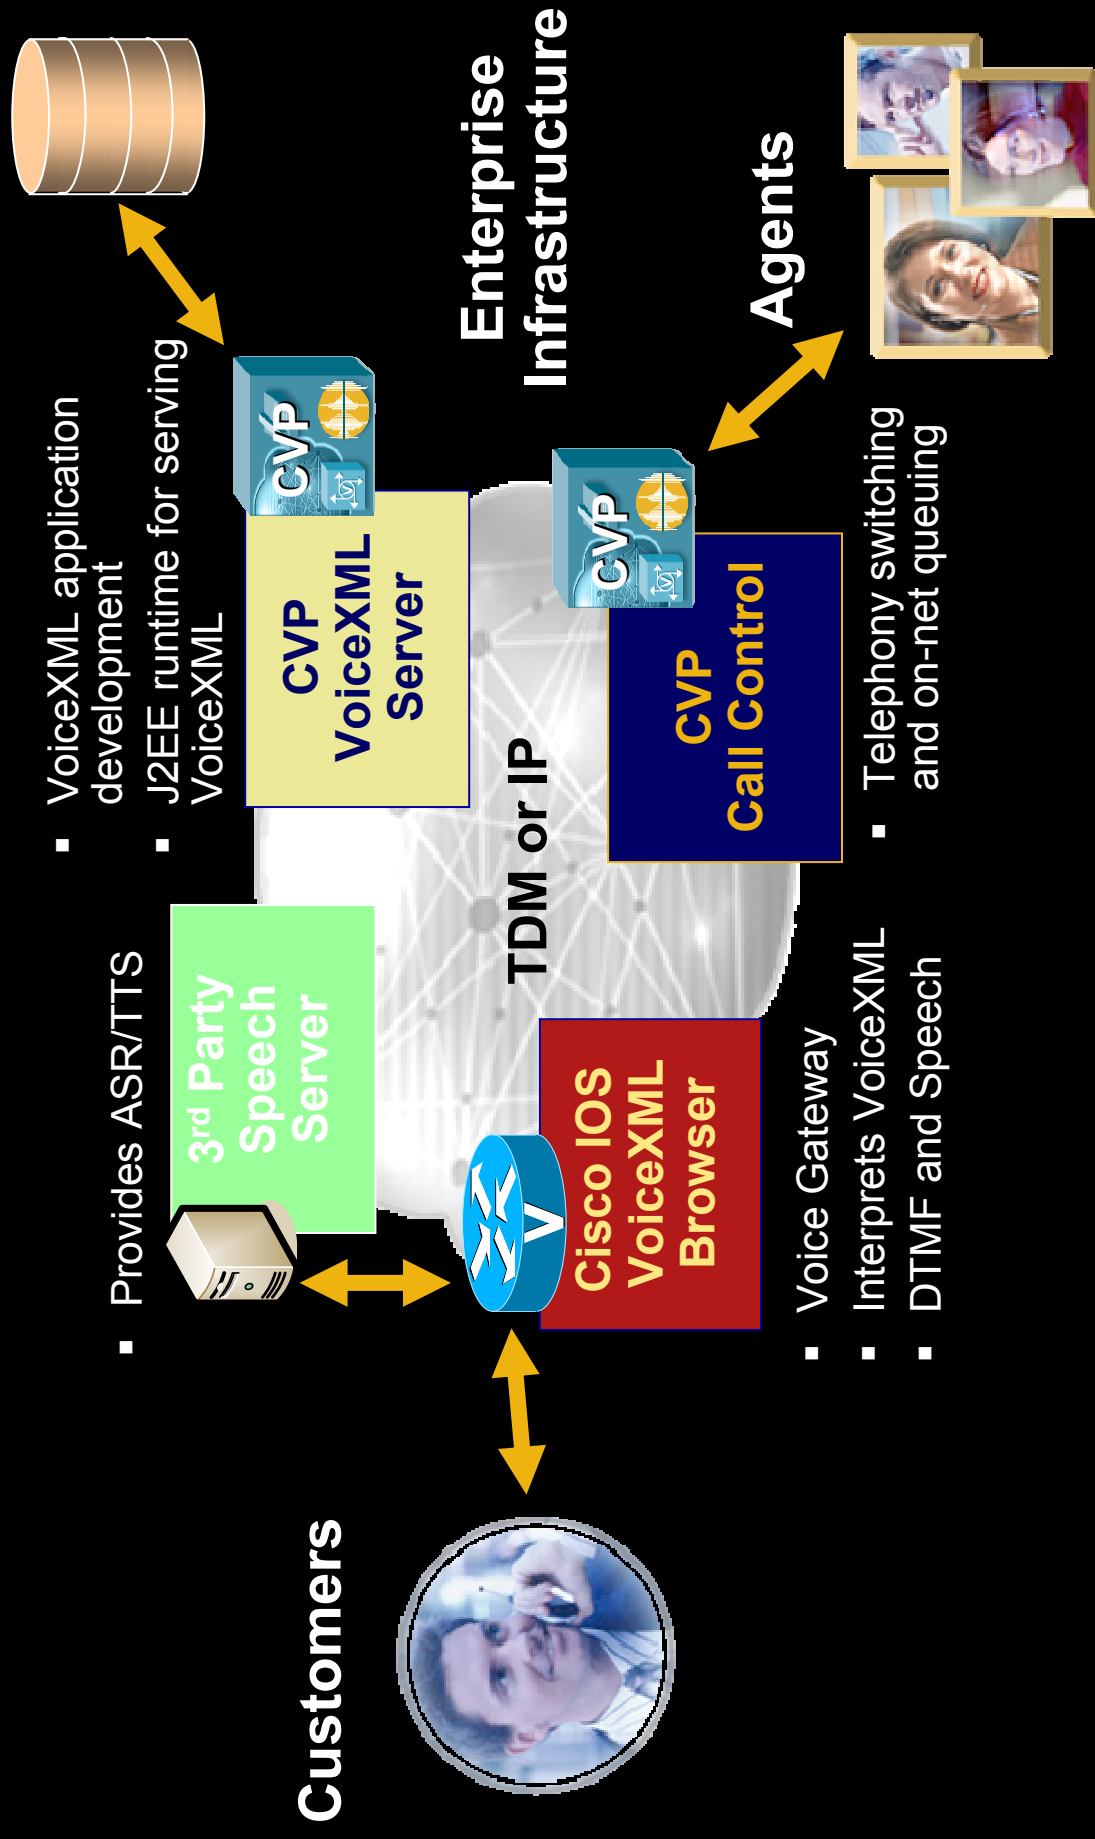 ▪ Provides ASR/TTS
▪ VoiceXML application
development
▪ J2EE runtime for serving
VoiceXML
3rd Party
Speech
Server
CVP
VoiceXML
Server
CVP
Customers
TDM or IP
Enterprise
Infrastructure
V
Cisco IOS
VoiceXML
Browser
CVP
Call Control
CVP
Agents
▪ Voice Gateway
▪ Interprets VoiceXML
▪ DTMF and Speech
▪ Telephony switching
and on-net queuing